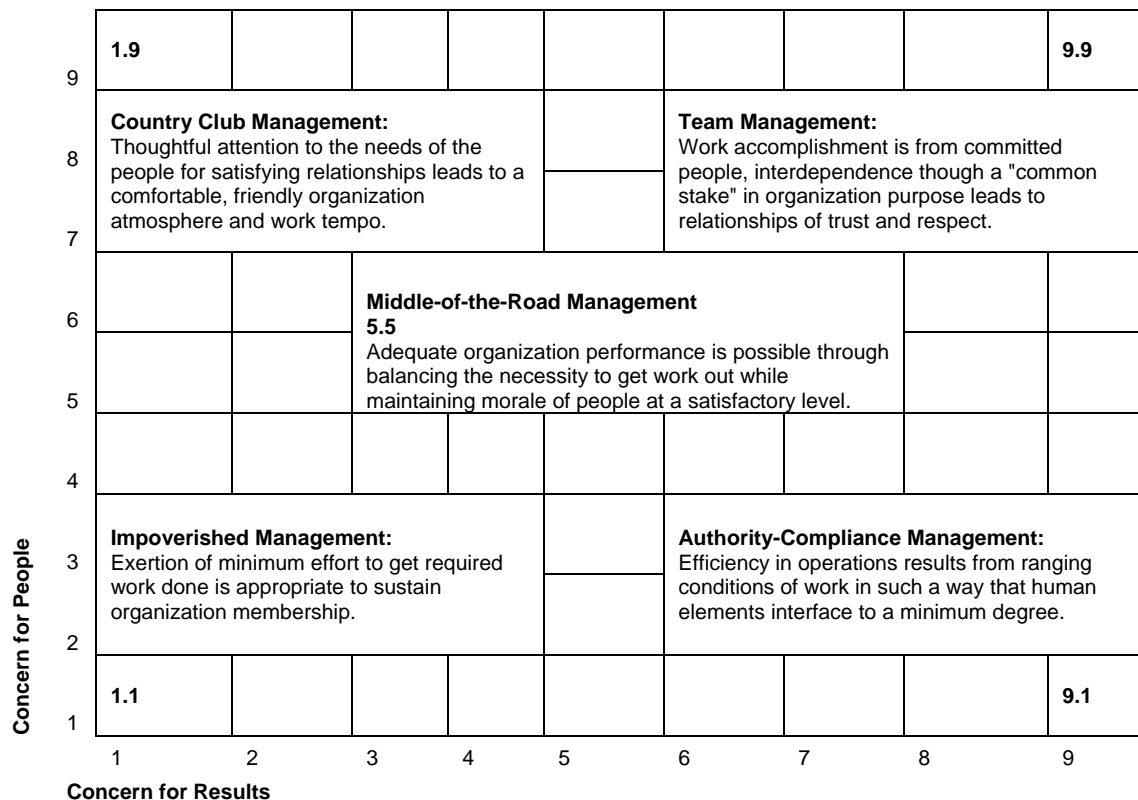 1.9
9.9
9
Country Club Management:
Thoughtful attention to the needs of the
people for satisfying relationships leads to a
comfortable, friendly organization
atmosphere and work tempo.
Team Management:
Work accomplishment is from committed
people, interdependence though a "common
stake" in organization purpose leads to
relationships of trust and respect.
8
7
Middle-of-the-Road Management
5.5
Adequate organization performance is possible through
balancing the necessity to get work out while
maintaining morale of people at a satisfactory level.
6
5
4
Impoverished Management:
Exertion of minimum effort to get required
work done is appropriate to sustain
organization membership.
Authority-Compliance Management:
Efficiency in operations results from ranging
conditions of work in such a way that human
elements interface to a minimum degree.
3
2
Concern for People
1.1
9.1
1
1 2 3 4 5 6 7 8 9
Concern for Results